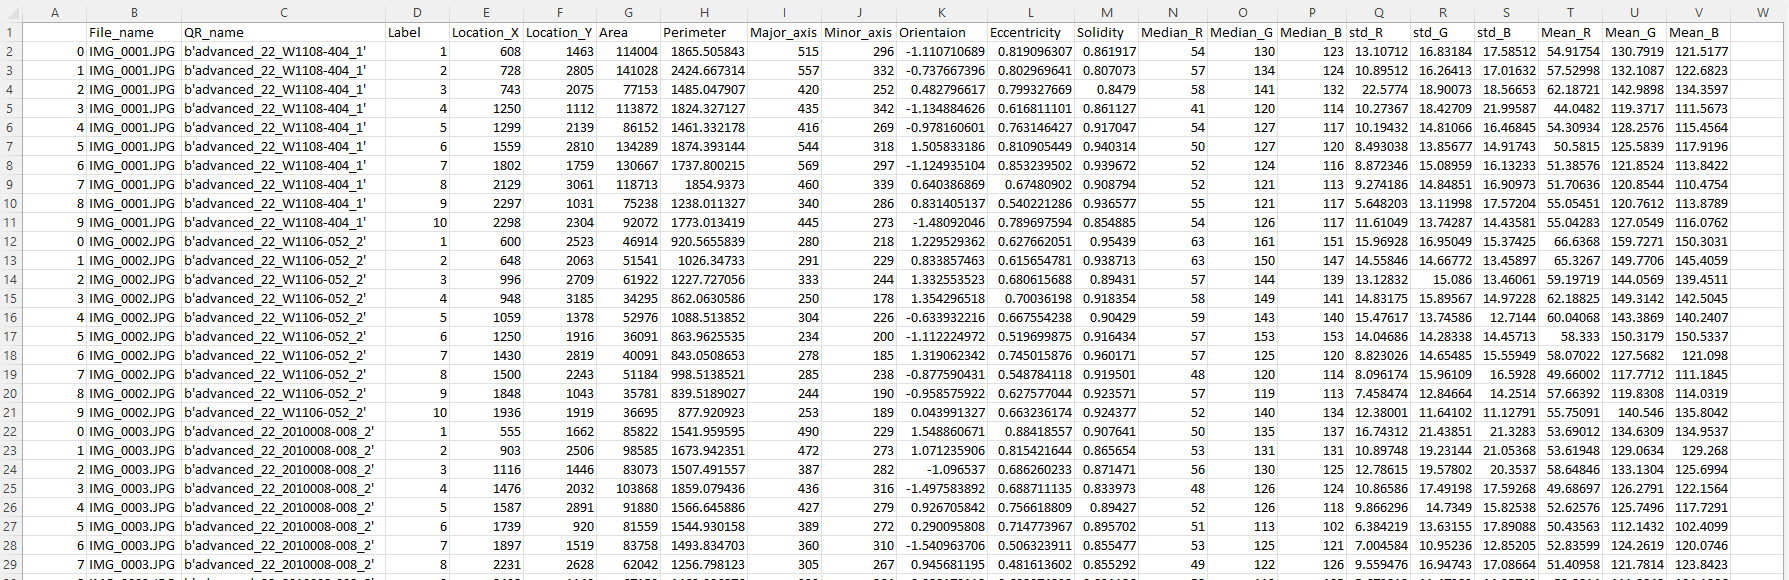 A B C D E F G H I J K L M N O P Q R S T U V W
1 File_name QR_name Label Location_X Location_Y Area Perimeter Major_axis Minor_axis Orientaion Eccentricity Solidity Median_R Median_G Median_B std_R std_G std_B Mean_R Mean_G Mean_B
2 0 IMG_0001.JPG b'advanced_22_W1108-404_1' 1 608 1463 114004 1865.505843 515 296 -1.110710689 0.819096307 0.861917 54 130 123 13.10712 16.83184 17.58512 54.91754 130.7919 121.5177
3 1 IMG_0001.JPG b'advanced_22_W1108-404_1' 2 728 2805 141028 2424.667314 557 332 -0.737667396 0.802969641 0.807073 57 134 124 10.89512 16.26413 17.01632 57.52998 132.1087 122.6823
4 2 IMG_0001.JPG b'advanced_22_W1108-404_1' 3 743 2075 77153 1485.047907 420 252 0.482796617 0.799327669 0.8479 58 141 132 22.5774 18.90073 18.56653 62.18721 142.9898 134.3597
5 3 IMG_0001.JPG b'advanced_22_W1108-404_1' 4 1250 1112 113872 1824.327127 435 342 -1.134884626 0.616811101 0.861127 41 120 114 10.27367 18.42709 21.99587 44.0482 119.3717 111.5673
6 4 IMG_0001.JPG b'advanced_22_W1108-404_1' 5 1299 2139 86152 1461.332178 416 269 -0.978160601 0.763146427 0.917047 54 127 117 10.19432 14.81066 16.46845 54.30934 128.2576 115.4564
7 5 IMG_0001.JPG b'advanced_22_W1108-404_1' 6 1559 2810 134289 1874.393144 544 318 1.505833186 0.810905449 0.940314 50 127 120 8.493038 13.85677 14.91743 50.5815 125.5839 117.9196
8 6 IMG_0001.JPG b'advanced_22_W1108-404_1' 7 1802 1759 130667 1737.800215 569 297 -1.124935104 0.853239502 0.939672 52 124 116 8.872346 15.08959 16.13233 51.38576 121.8524 113.8422
9 7 IMG_0001.JPG b'advanced_22_W1108-404_1' 8 2129 3061 118713 1854.9373 460 339 0.640386869 0.67480902 0.908794 52 121 113 9.274186 14.84851 16.90973 51.70636 120.8544 110.4754
10 8 IMG_0001.JPG b'advanced_22_W1108-404_1' 9 2297 1031 75238 1238.011327 340 286 0.831405137 0.540221286 0.936577 55 121 117 5.648203 13.11998 17.57204 55.05451 120.7612 113.8789
11 9 IMG_0001.JPG b'advanced_22_W1108-404_1' 10 2298 2304 92072 1773.013419 445 273 -1.48092046 0.789697594 0.854885 54 126 117 11.61049 13.74287 14.43581 55.04283 127.0549 116.0762
12 0 IMG_0002.JPG b'advanced_22_W1106-052_2' 1 600 2523 46914 920.5655839 280 218 1.229529362 0.627662051 0.95439 63 161 151 15.96928 16.95049 15.37425 66.6368 159.7271 150.3031
13 1 IMG_0002.JPG b'advanced_22_W1106-052_2' 2 648 2063 51541 1026.34733 291 229 0.833857463 0.615654781 0.938713 63 150 147 14.55846 14.66772 13.45897 65.3267 149.7706 145.4059
14 2 IMG_0002.JPG b'advanced_22_W1106-052_2' 3 996 2709 61922 1227.727056 333 244 1.332553523 0.680615688 0.89431 57 144 139 13.12832 15.086 13.46061 59.19719 144.0569 139.4511
15 3 IMG_0002.JPG b'advanced_22_W1106-052_2' 4 948 3185 34295 862.0630586 250 178 1.354296518 0.70036198 0.918354 58 149 141 14.83175 15.89567 14.97228 62.18825 149.3142 142.5045
16 4 IMG_0002.JPG b'advanced_22_W1106-052_2' 5 1059 1378 52976 1088.513852 304 226 -0.633932216 0.667554238 0.90429 59 143 140 15.47617 13.74586 12.7144 60.04068 143.3869 140.2407
17 5 IMG_0002.JPG b'advanced_22_W1106-052_2' 6 1250 1916 36091 863.9625535 234 200 -1.112224972 0.519699875 0.916434 57 153 153 14.04686 14.28338 14.45713 58.333 150.3179 150.5337
18 6 IMG_0002.JPG b'advanced_22_W1106-052_2' 7 1430 2819 40091 843.0508653 278 185 1.319062342 0.745015876 0.960171 57 125 120 8.823026 14.65485 15.55949 58.07022 127.5682 121.098
19 7 IMG_0002.JPG b'advanced_22_W1106-052_2' 8 1500 2243 51184 998.5138521 285 238 -0.877590431 0.548784118 0.919501 48 120 114 8.096174 15.96109 16.5928 49.66002 117.7712 111.1845
20 8 IMG_0002.JPG b'advanced_22_W1106-052_2' 9 1848 1043 35781 839.5189027 244 190 -0.958575922 0.627577044 0.923571 57 119 113 7.458474 12.84664 14.2514 57.66392 119.8308 114.0319
21 9 IMG_0002.JPG b'advanced_22_W1106-052_2' 10 1936 1919 36695 877.920923 253 189 0.043991327 0.663236174 0.924377 52 140 134 12.38001 11.64102 11.12791 55.75091 140.546 135.8042
22 0 IMG_0003.JPG b'advanced_22_2010008-008_2' 1 555 1662 85822 1541.959595 490 229 1.548860671 0.88418557 0.907641 50 135 137 16.74312 21.43851 21.3283 53.69012 134.6309 134.9537
23 1 IMG_0003.JPG b'advanced_22_2010008-008_2' 2 903 2506 98585 1673.942351 472 273 1.071235906 0.815421644 0.865654 53 131 131 10.89748 19.23144 21.05368 53.61948 129.0634 129.268
24 2 IMG_0003.JPG b'advanced_22_2010008-008_2' 3 1116 1446 83073 1507.491557 387 282 -1.096537 0.686260233 0.871471 56 130 125 12.78615 19.57802 20.3537 58.64846 133.1304 125.6994
25 3 IMG_0003.JPG b'advanced_22_2010008-008_2' 4 1476 2032 103868 1859.079436 436 316 -1.497583892 0.688711135 0.833973 48 126 124 10.86586 17.49198 17.59268 49.68697 126.2791 122.1564
26 4 IMG_0003.JPG b'advanced_22_2010008-008_2' 5 1587 2891 91880 1566.645886 427 279 0.926705842 0.756618809 0.89427 52 126 118 9.866296 14.7349 15.82538 52.62576 125.7496 117.7291
27 5 IMG_0003.JPG b'advanced_22_2010008-008_2' 6 1739 920 81559 1544.930158 389 272 0.290095808 0.714773967 0.895702 51 113 102 6.384219 13.63155 17.89088 50.43563 112.1432 102.4099
28 6 IMG_0003.JPG b'advanced_22_2010008-008_2' 7 1897 1519 83758 1493.834703 360 310 -1.540963706 0.506323911 0.855477 53 125 121 7.004584 10.95236 12.85205 52.83599 124.2619 120.0746
29 7 IMG_0003.JPG b'advanced_22_2010008-008_2' 8 2231 2628 62042 1256.798123 305 267 0.945681195 0.481613602 0.855292 49 122 126 9.559476 16.94743 17.08664 51.40958 121.7814 123.8423